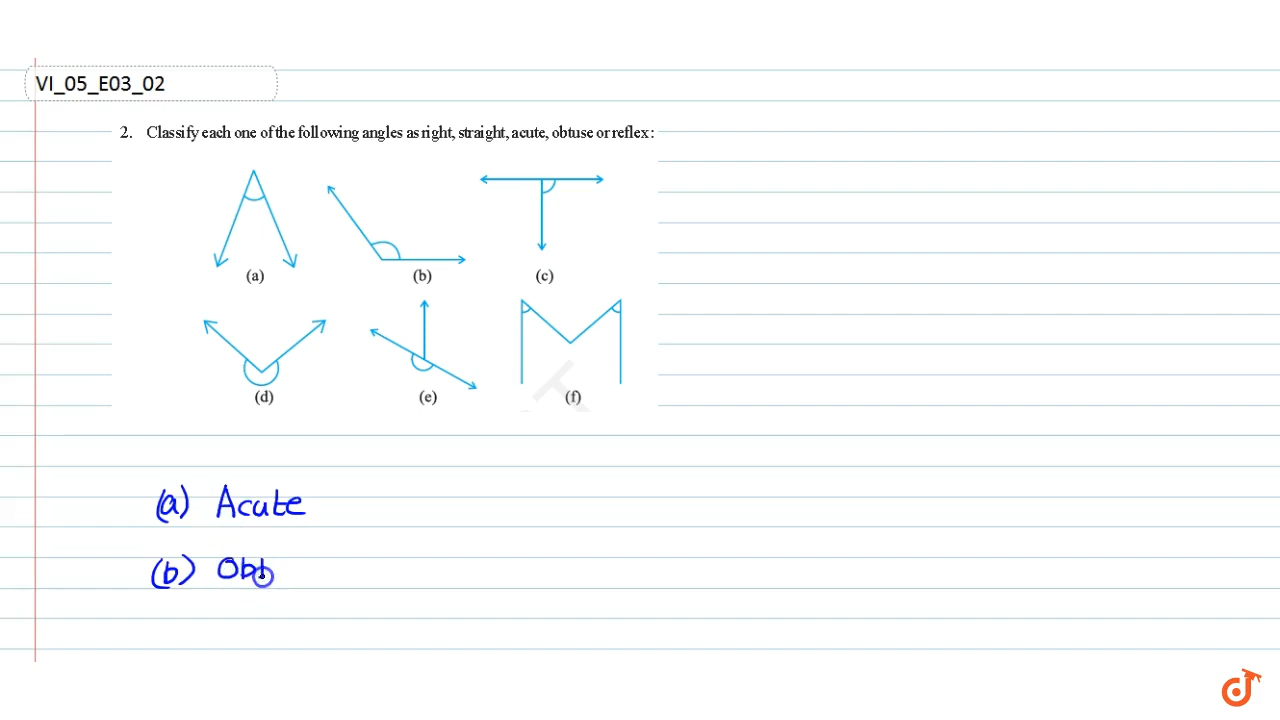 VI_05_E03_02
2. Classify each one of the following angles as right, straight, acute, obtuse or reflex:
(a) (b) (c)
(d) (e) (f)
(a) Acute
(b) Obt